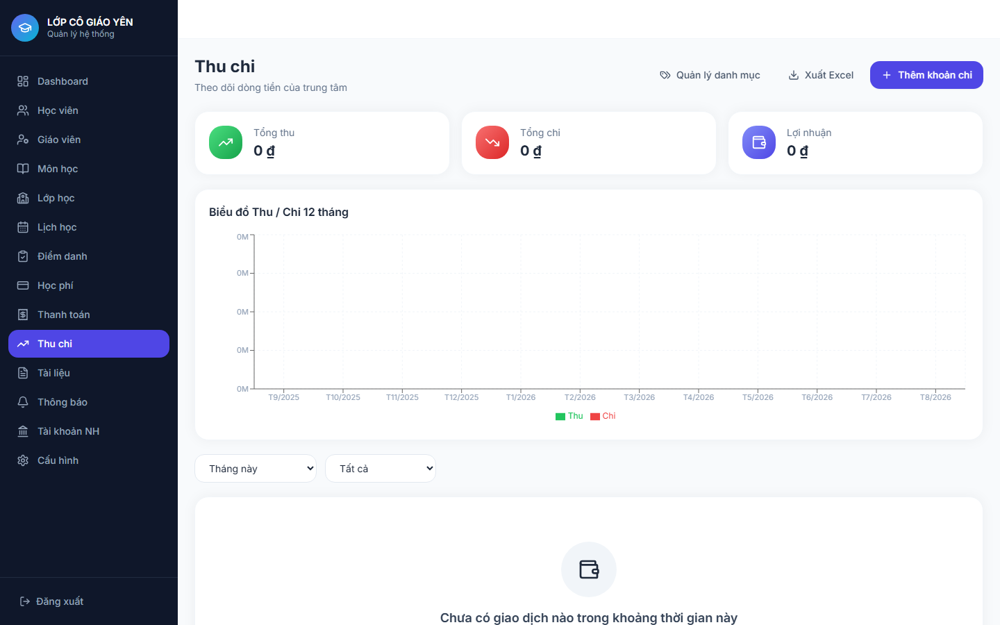 LỚP CÔ GIÁO YÊN
Quản lý hệ thống
Dashboard
Học viên
Giáo viên
Môn học
Lớp học
Lịch học
Điểm danh
Học phí
Thanh toán
Thu chi
Tài liệu
Thông báo
Tài khoản NH
Cấu hình
Đăng xuất
Thu chi
Theo dõi dòng tiền của trung tâm
Quản lý danh mục
Xuất Excel
Thêm khoản chi
Tổng thu
0 ₫
Tổng chi
0 ₫
Lợi nhuận
0 ₫
Biểu đồ Thu / Chi 12 tháng
0M
0M
0M
0M
0M
T9/2025 T10/2025 T11/2025 T12/2025 T1/2026 T2/2026 T3/2026 T4/2026 T5/2026 T6/2026 T7/2026 T8/2026
Thu Chi
Tháng này
Tất cả
Chưa có giao dịch nào trong khoảng thời gian này